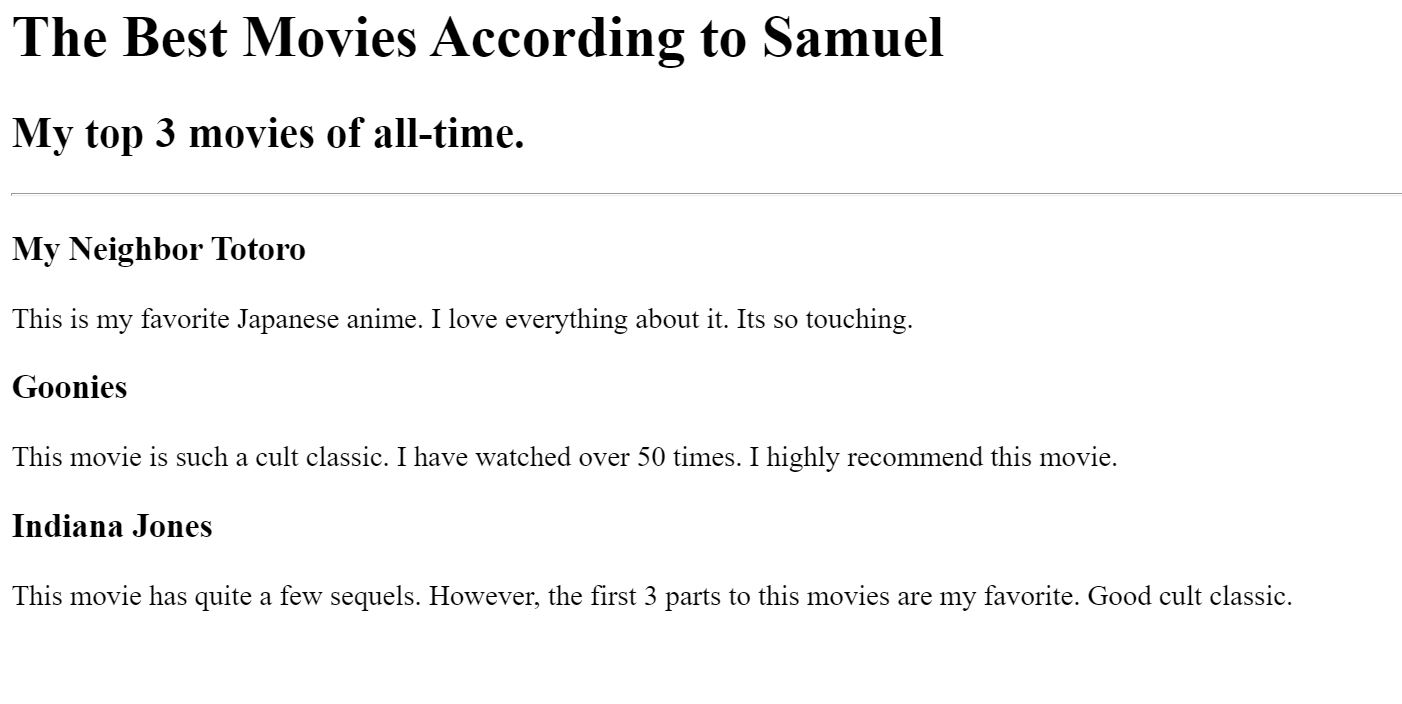 The Best Movies According to Samuel
My top 3 movies of all-time.
My Neighbor Totoro
This is my favorite Japanese anime. I love everything about it. Its so touching.
Goonies
This movie is such a cult classic. I have watched over 50 times. I highly recommend this movie.
Indiana Jones
This movie has quite a few sequels. However, the first 3 parts to this movies are my favorite. Good cult classic.